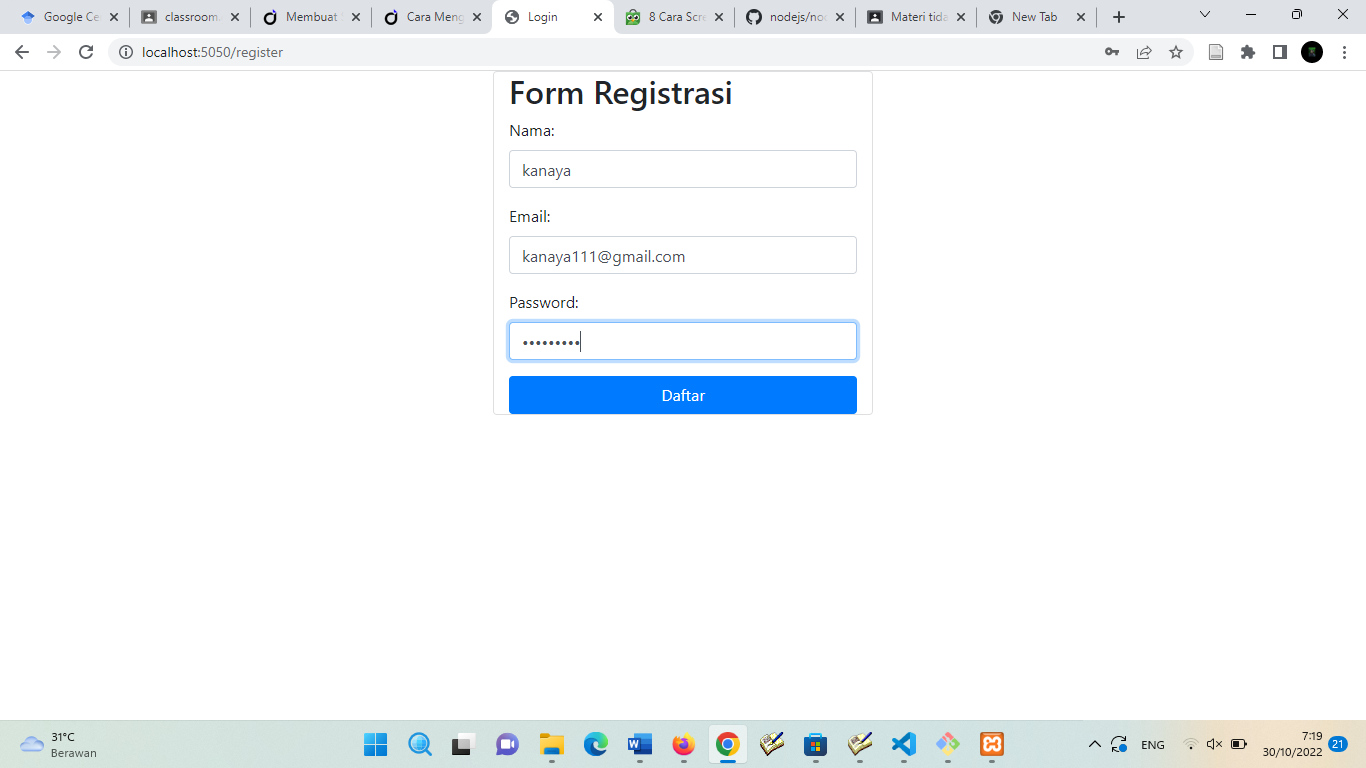 Google Ce
classroom.
Membuat S
Cara Meng
Login
8 Cara Scre
nodejs/no
Materi tida
New Tab
localhost:5050/register
Form Registrasi
Nama:
kanaya
Email:
kanaya111@gmail.com
Password:
•••••••••
Daftar
31°C
Berawan
ENG
7:19
30/10/2022
21